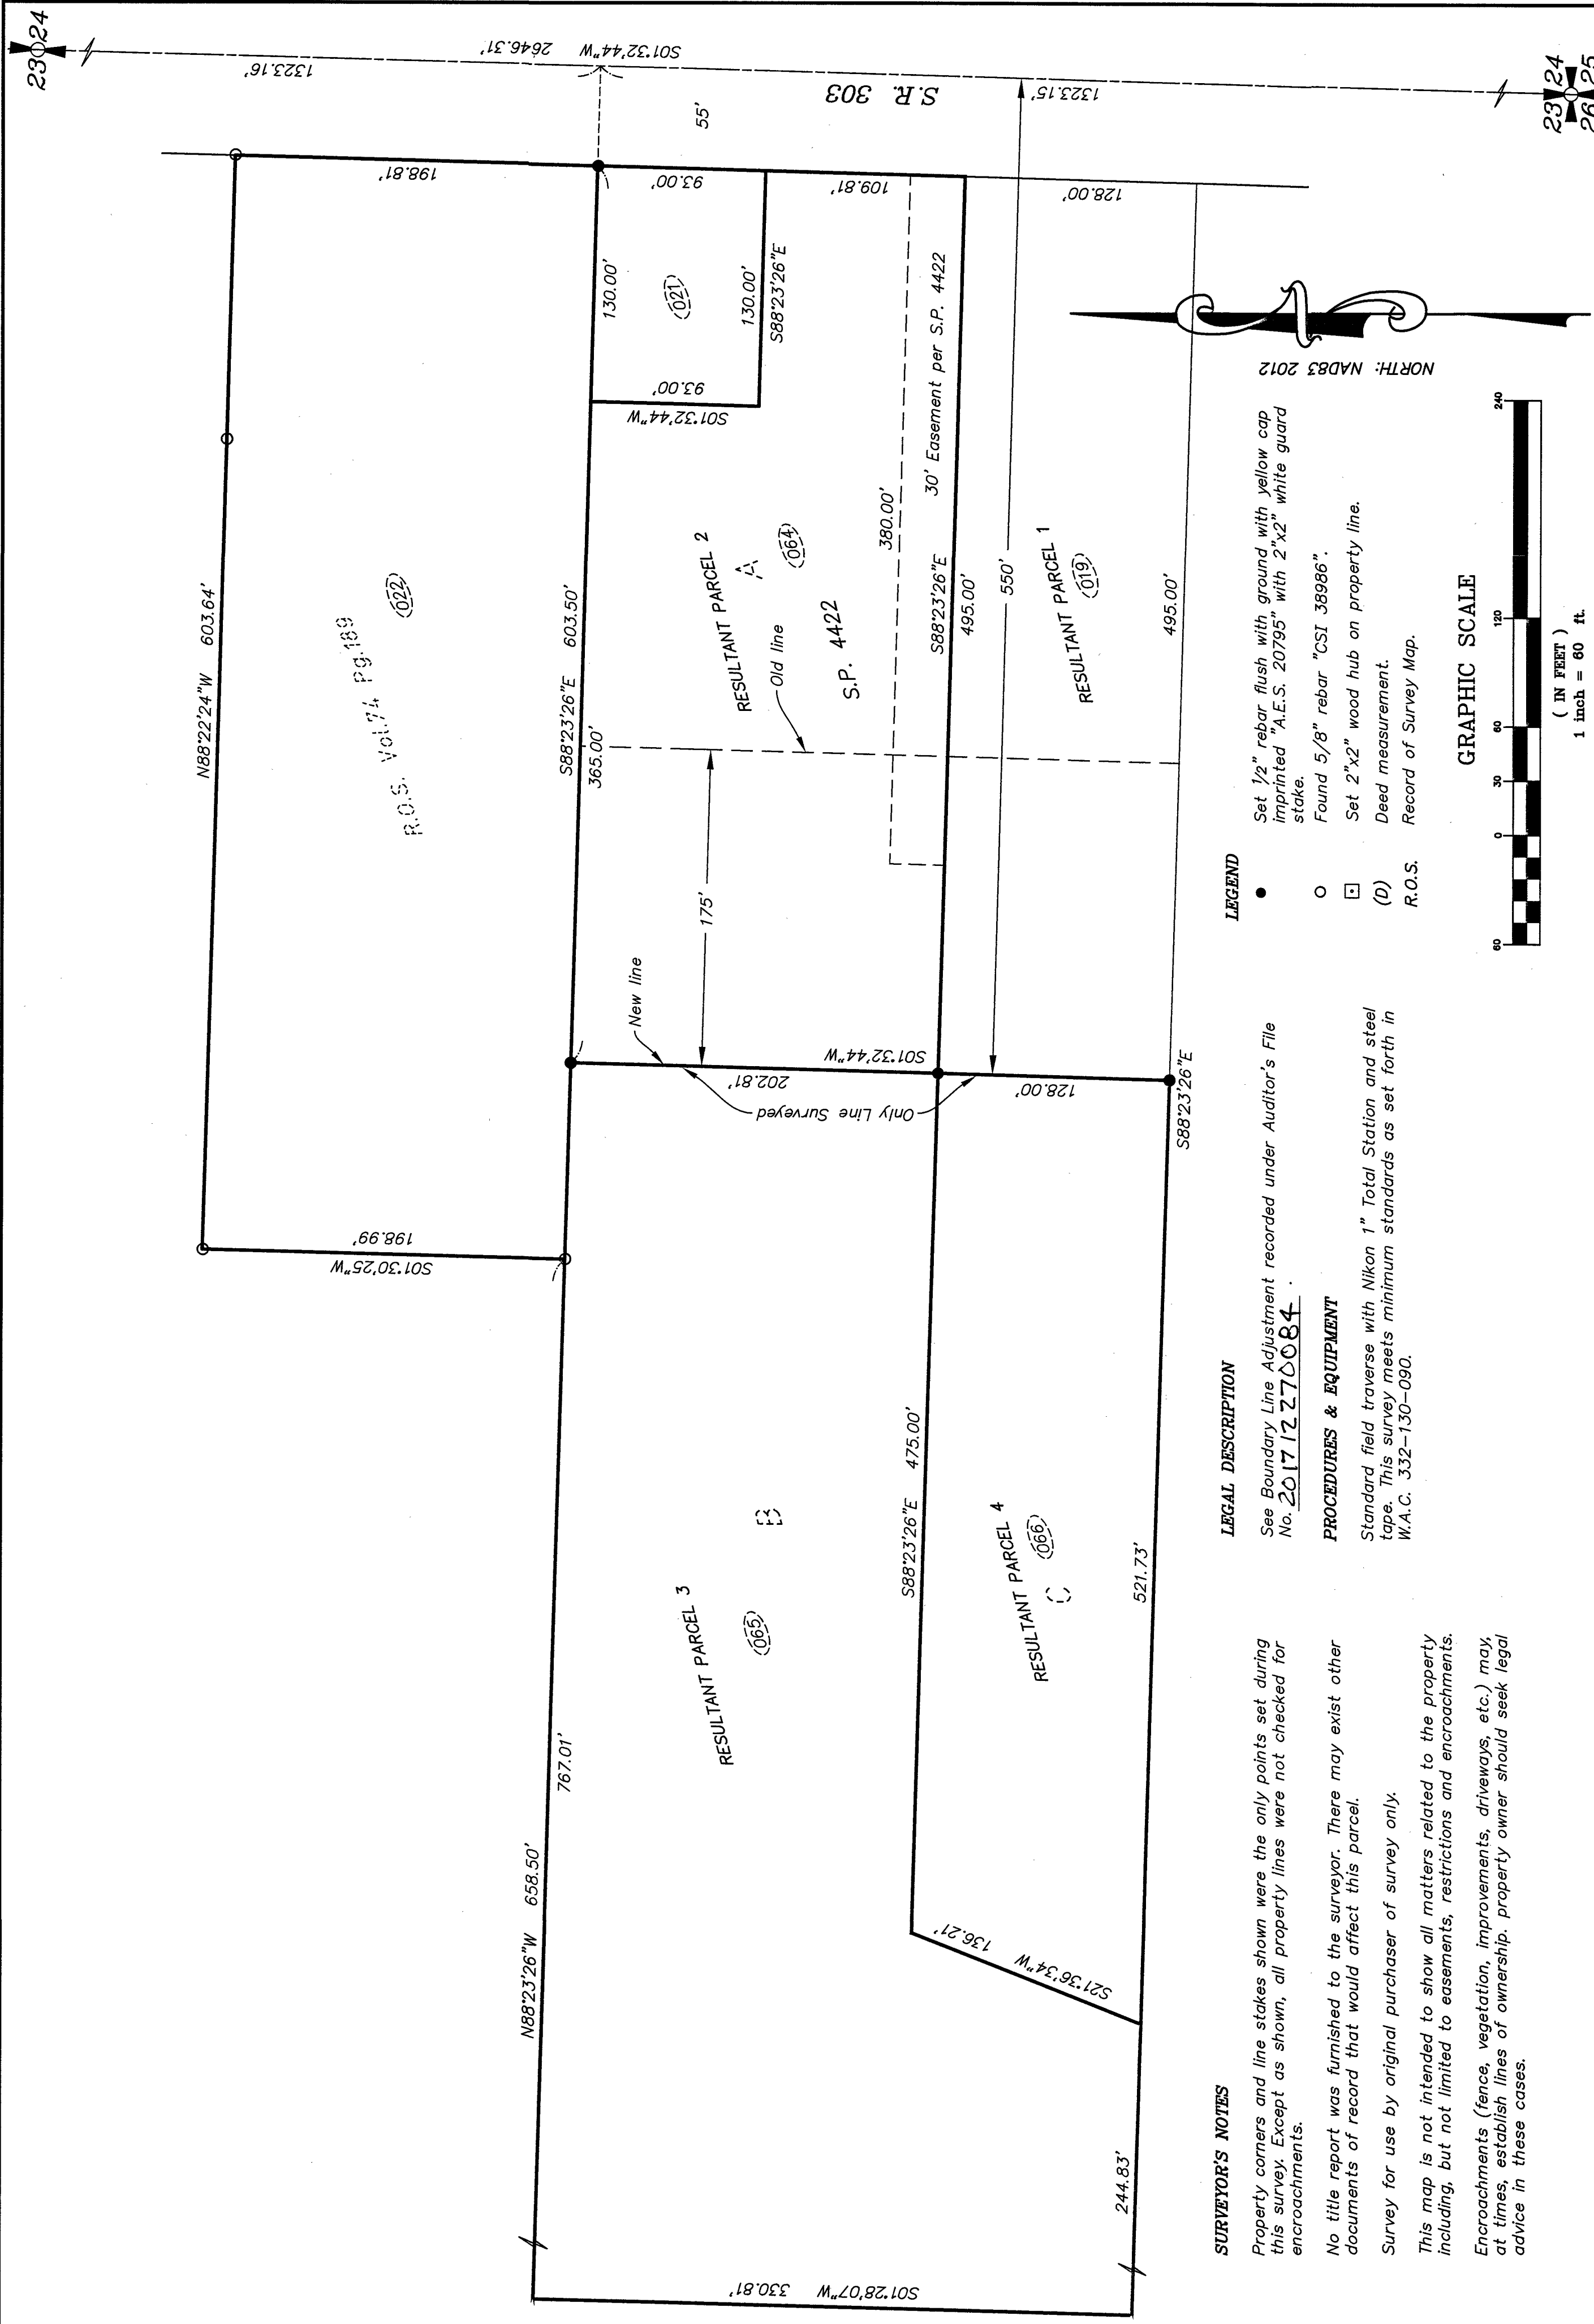 23 24
1323.16'
S01°32'44"W 2646.31'
S.R. 303
1323.15'
23 24
26 25
55'
198.81'
93.00'
109.81'
128.00'
N88°22'24"W 603.64'
R.O.S. Vol.74 Pg.189
(022)
S01°30'25"W
198.99'
S88°23'26"E 603.50'
365.00'
130.00'
(021)
130.00'
S88°23'26"E
93.00'
S01°32'44"W
RESULTANT PARCEL 2
A
(064)
S.P. 4422
Old line
175'
New line
380.00'
30' Easement per S.P. 4422
S88°23'26"E
495.00'
550'
RESULTANT PARCEL 1
(019)
495.00'
S01°32'44"W
202.81'
Only Line Surveyed
128.00'
S88°23'26"E
N88°23'26"W 658.50'
767.01'
RESULTANT PARCEL 3
B
(065)
S88°23'26"E 475.00'
RESULTANT PARCEL 4
C
(066)
521.73'
S21°36'34"W
136.21'
244.83'
S01°28'07"W 330.81'
SURVEYOR'S NOTES
Property corners and line stakes shown were the only points set during
this survey. Except as shown, all property lines were not checked for
encroachments.
No title report was furnished to the surveyor. There may exist other
documents of record that would affect this parcel.
Survey for use by original purchaser of survey only.
This map is not intended to show all matters related to the property
including, but not limited to easements, restrictions and encroachments.
Encroachments (fence, vegetation, improvements, driveways, etc.) may,
at times, establish lines of ownership. property owner should seek legal
advice in these cases.
LEGAL DESCRIPTION
See Boundary Line Adjustment recorded under Auditor's File
No. 201712270084 .
PROCEDURES & EQUIPMENT
Standard field traverse with Nikon 1" Total Station and steel
tape. This survey meets minimum standards as set forth in
W.A.C. 332-130-090.
LEGEND
Set 1/2" rebar flush with ground with yellow cap
imprinted "A.E.S. 20795" with 2"x2" white guard
stake.
Found 5/8" rebar "CSI 38986".
Set 2"x2" wood hub on property line.
(D) Deed measurement.
R.O.S. Record of Survey Map.
NORTH: NAD83 2012
N
GRAPHIC SCALE
60 0 30 60 120 240
( IN FEET )
1 inch = 60 ft.